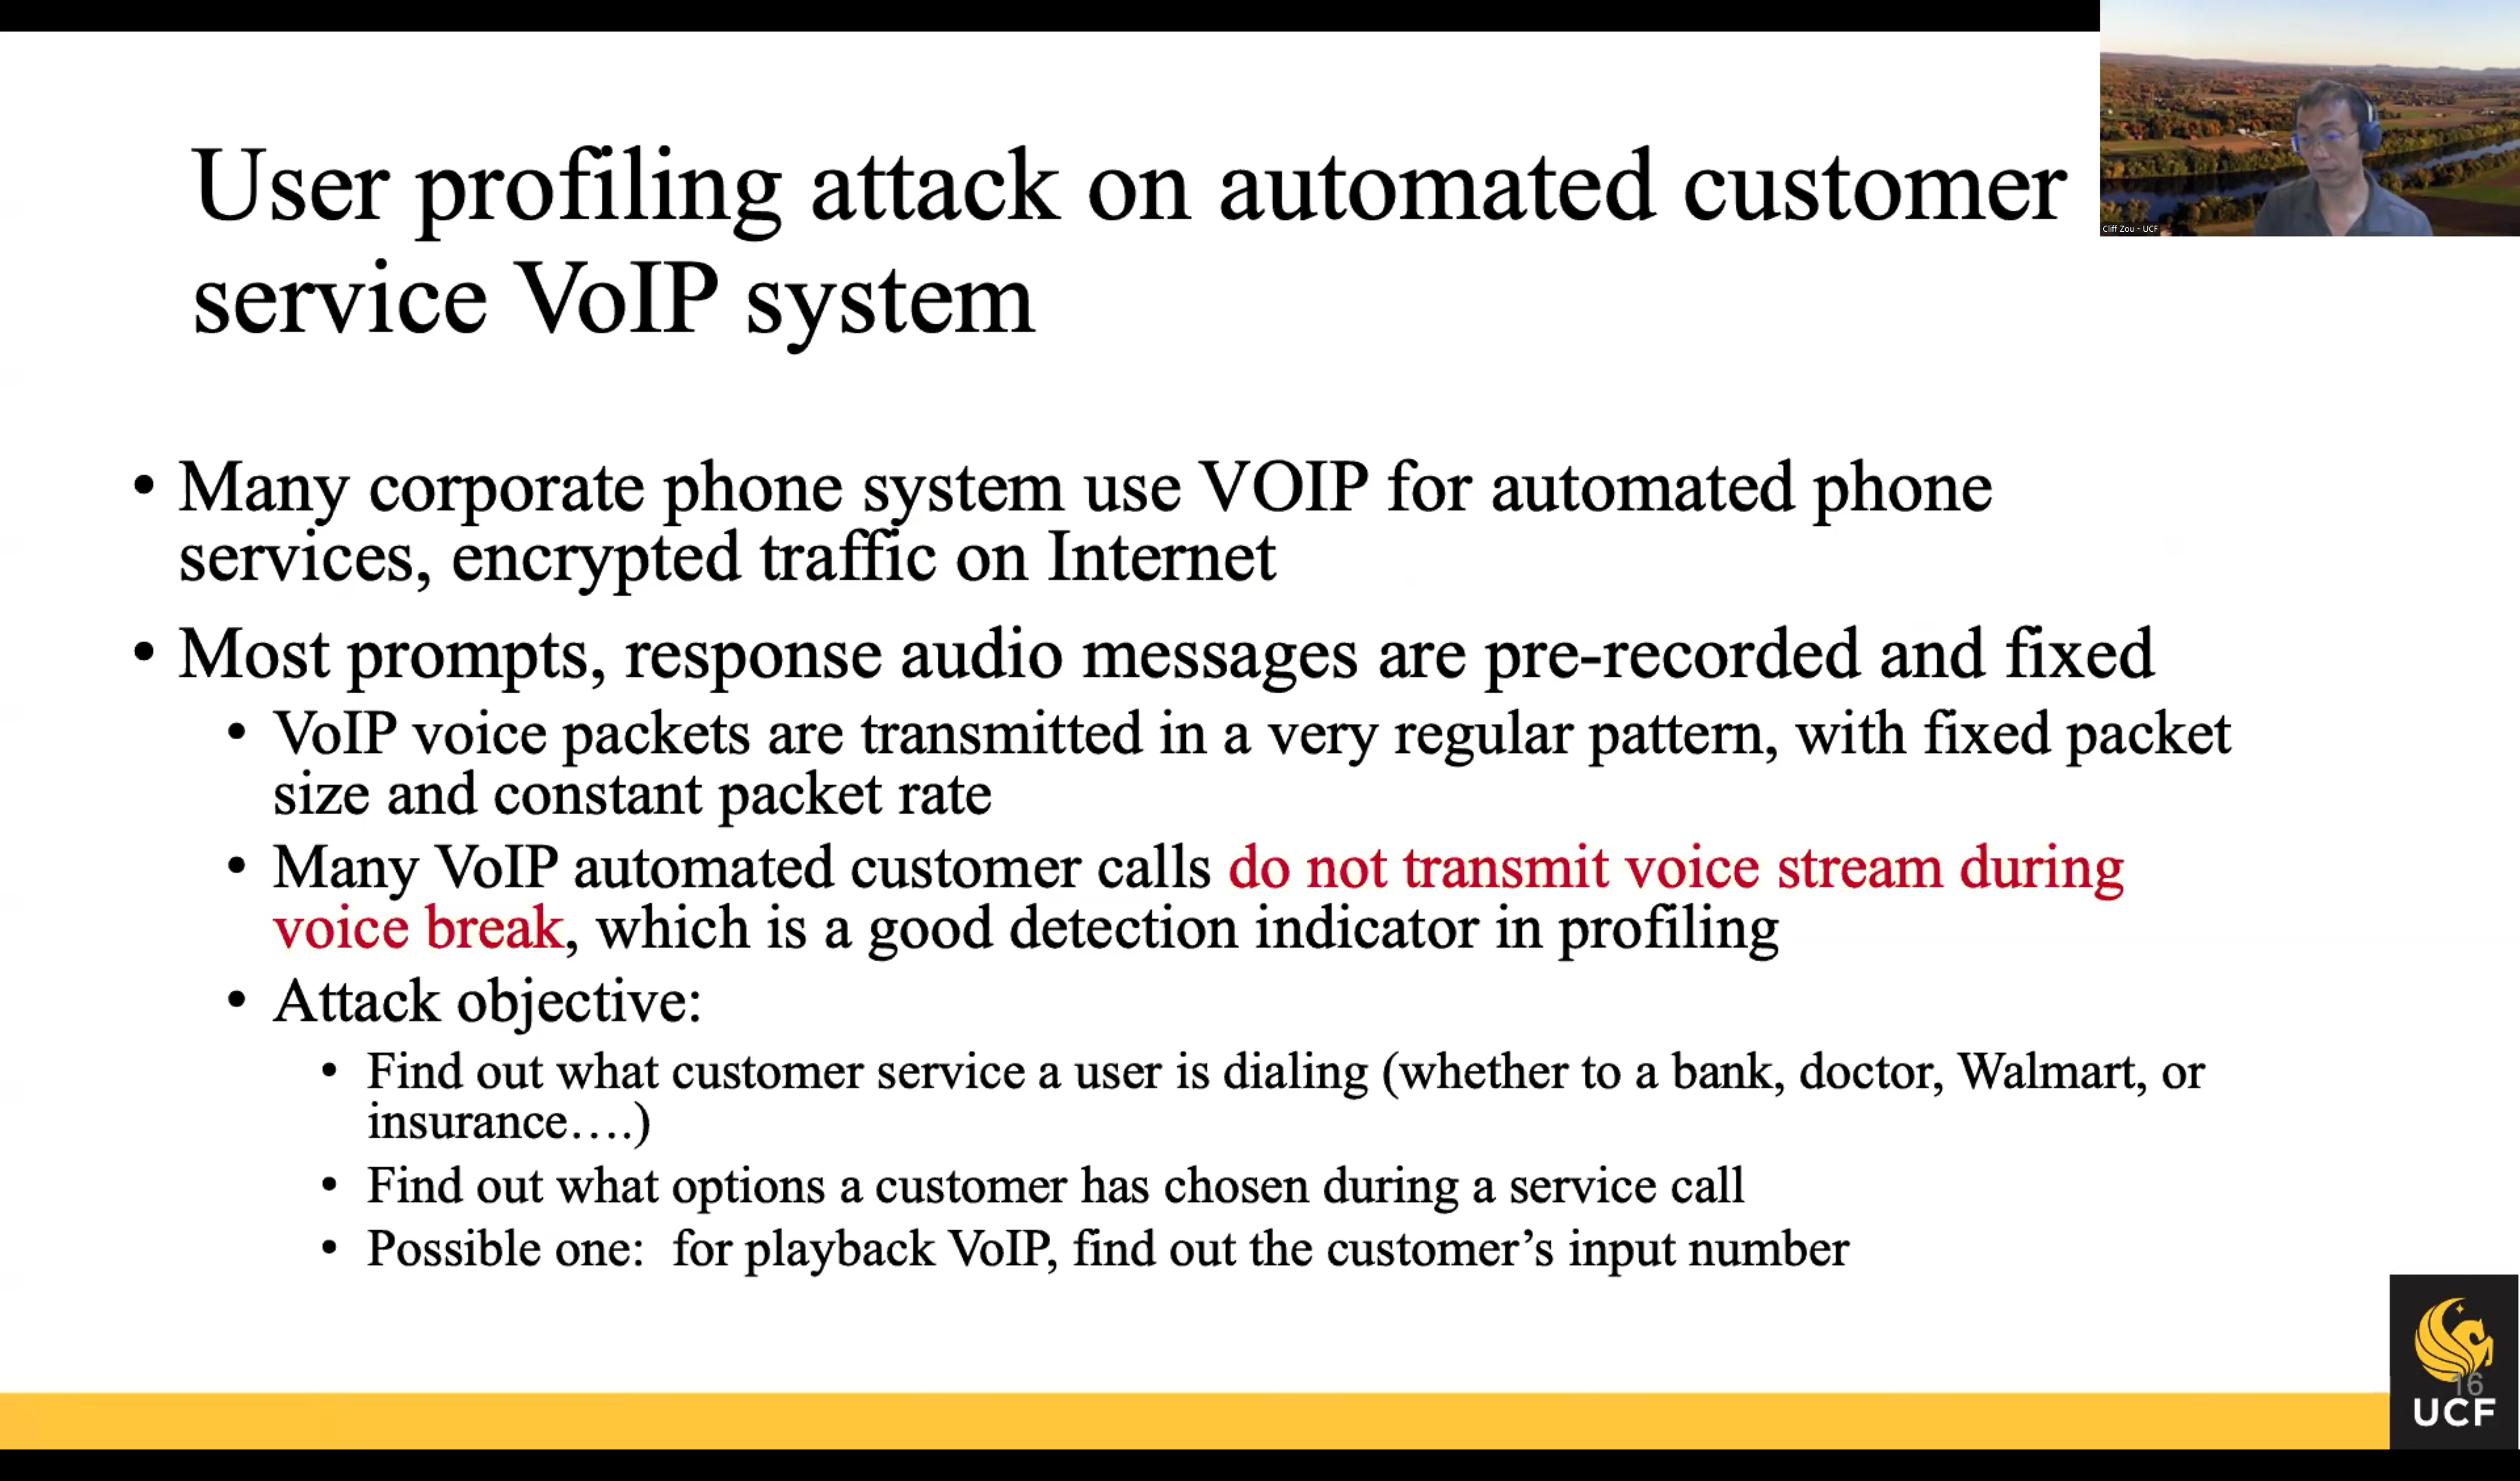 User profiling attack on automated customer
service VoIP system
Cliff Zou - UCF
• Many corporate phone system use VOIP for automated phone
services, encrypted traffic on Internet
• Most prompts, response audio messages are pre-recorded and fixed
• VoIP voice packets are transmitted in a very regular pattern, with fixed packet
size and constant packet rate
• Many VoIP automated customer calls do not transmit voice stream during
voice break, which is a good detection indicator in profiling
• Attack objective:
• Find out what customer service a user is dialing (whether to a bank, doctor, Walmart, or
insurance….)
• Find out what options a customer has chosen during a service call
• Possible one: for playback VoIP, find out the customer’s input number
16
UCF